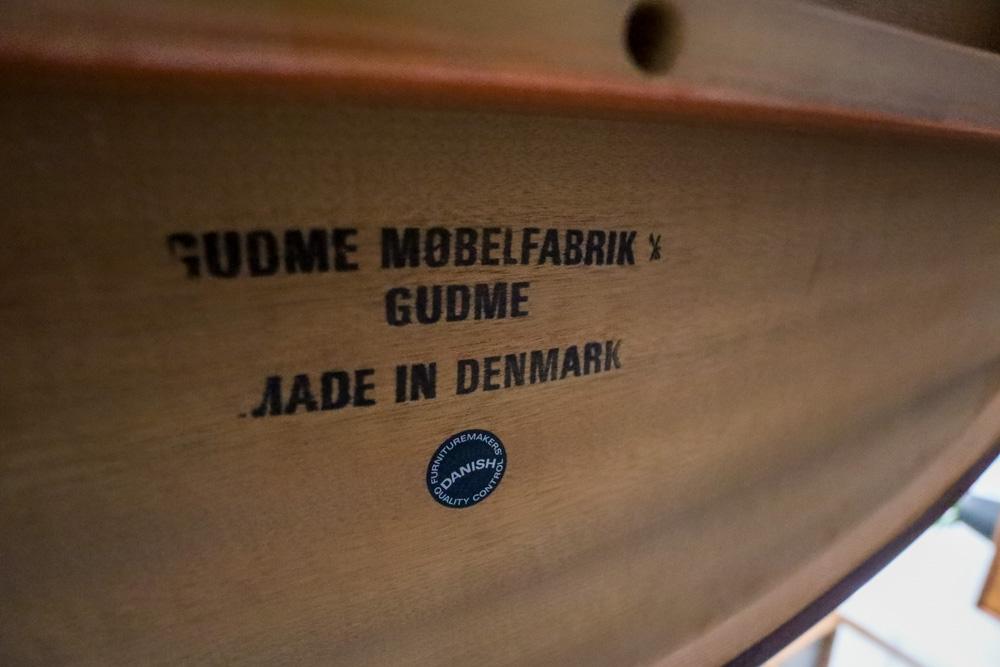 GUDME MØBELFABRIK %
GUDME
MADE IN DENMARK
FURNITUREMAKERS'
DANISH
QUALITY CONTROL